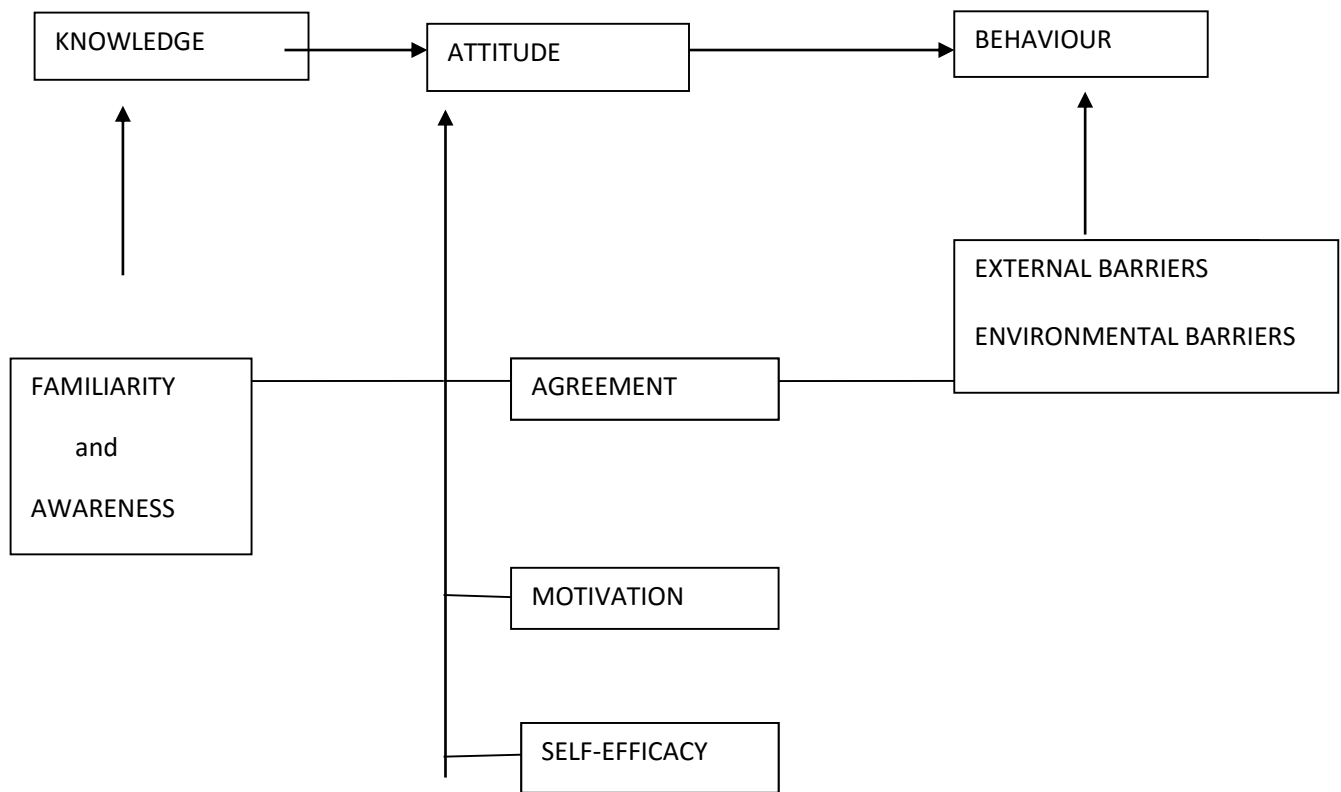 KNOWLEDGE
ATTITUDE
BEHAVIOUR
EXTERNAL BARRIERS
ENVIRONMENTAL BARRIERS
FAMILIARITY
and
AWARENESS
AGREEMENT
MOTIVATION
SELF-EFFICACY